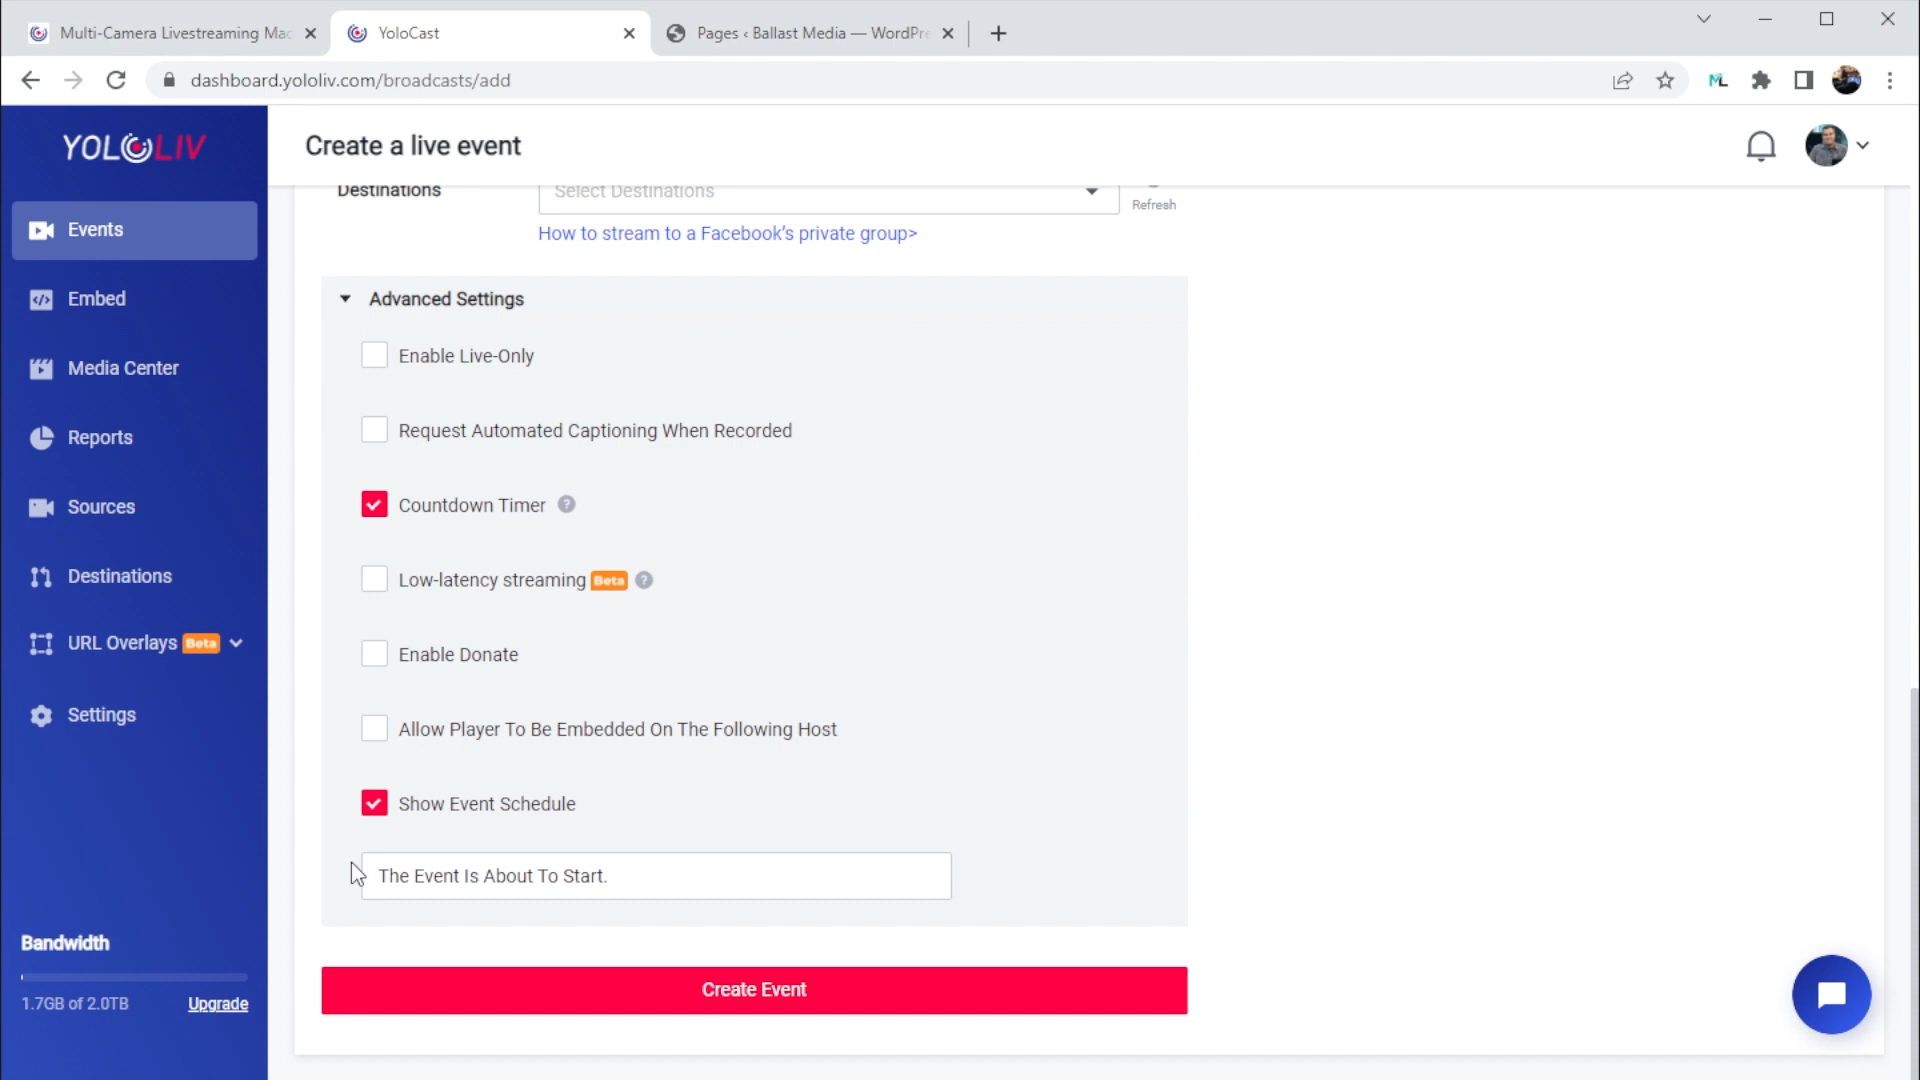 Multi-Camera Livestreaming Mac
YoloCast
Pages ‹ Ballast Media — WordPre
dashboard.yololiv.com/broadcasts/add
YOLOLIV
Create a live event
Events
Embed
Media Center
Reports
Sources
Destinations
URL Overlays Beta
Settings
Bandwidth
1.7GB of 2.0TB
Upgrade
Destinations
Select Destinations
Refresh
How to stream to a Facebook's private group>
Advanced Settings
Enable Live-Only
Request Automated Captioning When Recorded
Countdown Timer ?
Low-latency streaming Beta ?
Enable Donate
Allow Player To Be Embedded On The Following Host
Show Event Schedule
The Event Is About To Start.
Create Event